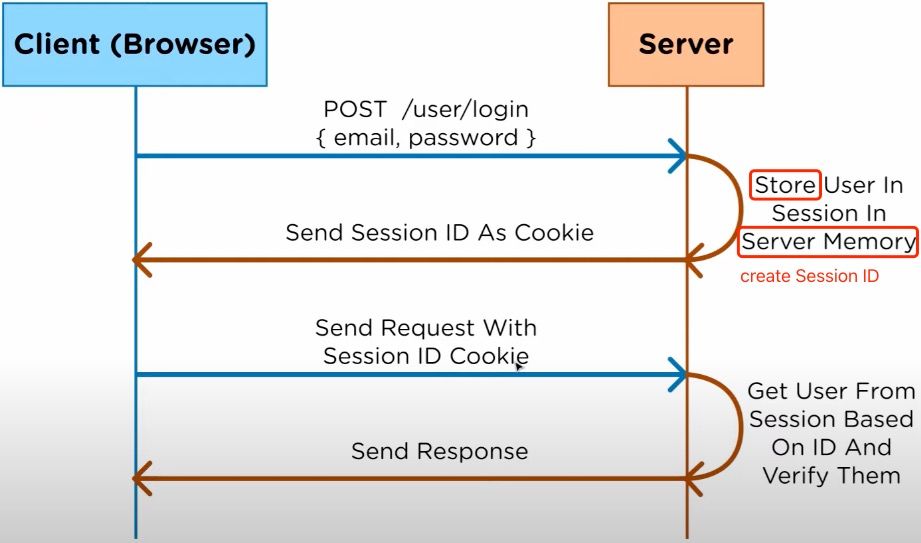 Client (Browser)
Server
POST /user/login
{ email, password }
Store User In
Session In
Server Memory
create Session ID
Send Session ID As Cookie
Send Request With
Session ID Cookie
Get User From
Session Based
On ID And
Verify Them
Send Response